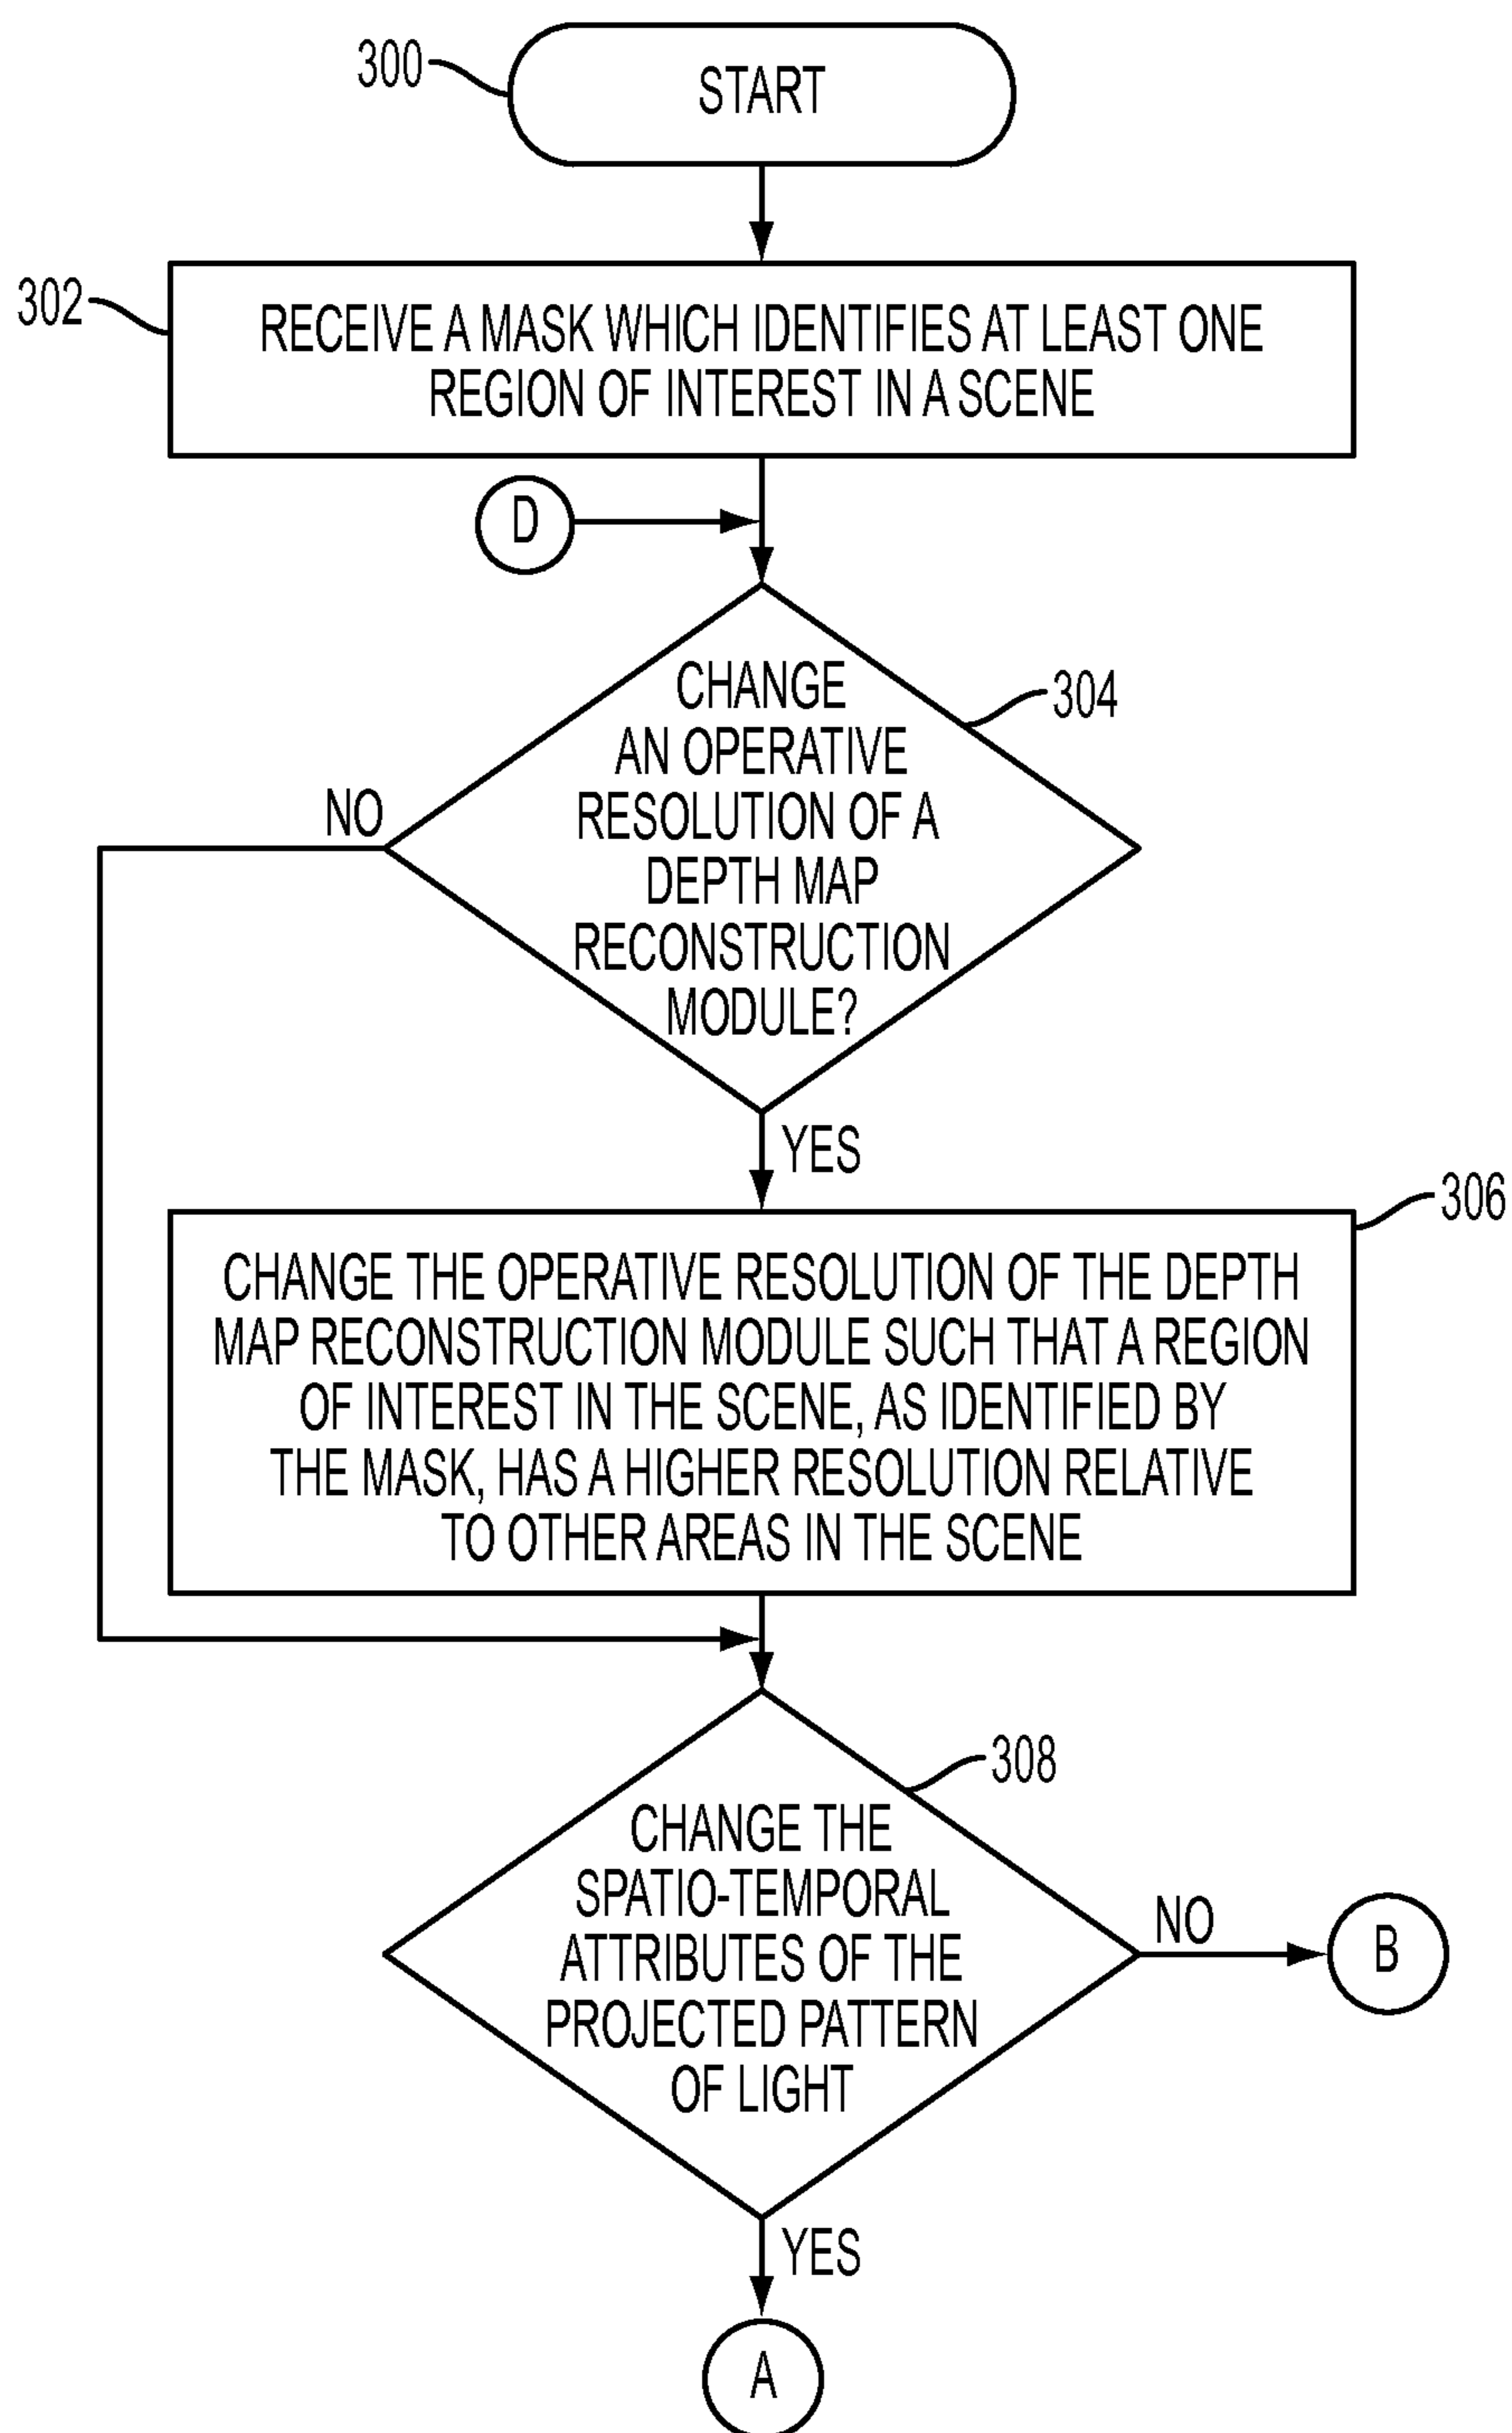 300
START
302
RECEIVE A MASK WHICH IDENTIFIES AT LEAST ONE
REGION OF INTEREST IN A SCENE
D
CHANGE
AN OPERATIVE
RESOLUTION OF A
DEPTH MAP
RECONSTRUCTION
MODULE?
304
NO
YES
306
CHANGE THE OPERATIVE RESOLUTION OF THE DEPTH
MAP RECONSTRUCTION MODULE SUCH THAT A REGION
OF INTEREST IN THE SCENE, AS IDENTIFIED BY
THE MASK, HAS A HIGHER RESOLUTION RELATIVE
TO OTHER AREAS IN THE SCENE
308
CHANGE THE
SPATIO-TEMPORAL
ATTRIBUTES OF THE
PROJECTED PATTERN
OF LIGHT
NO
B
YES
A